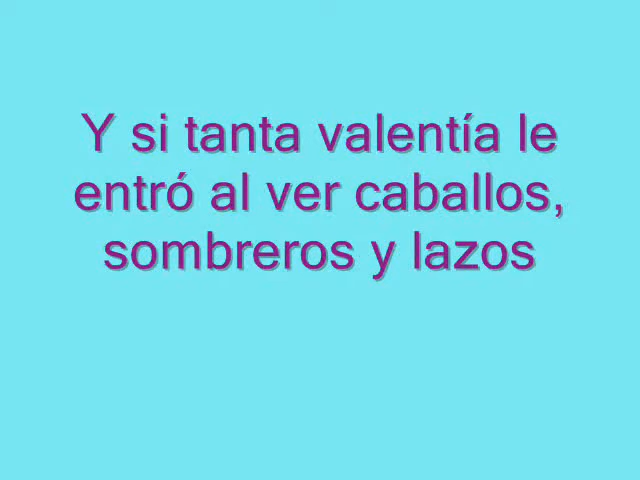 Y si tanta valentía le
entró al ver caballos,
sombreros y lazos